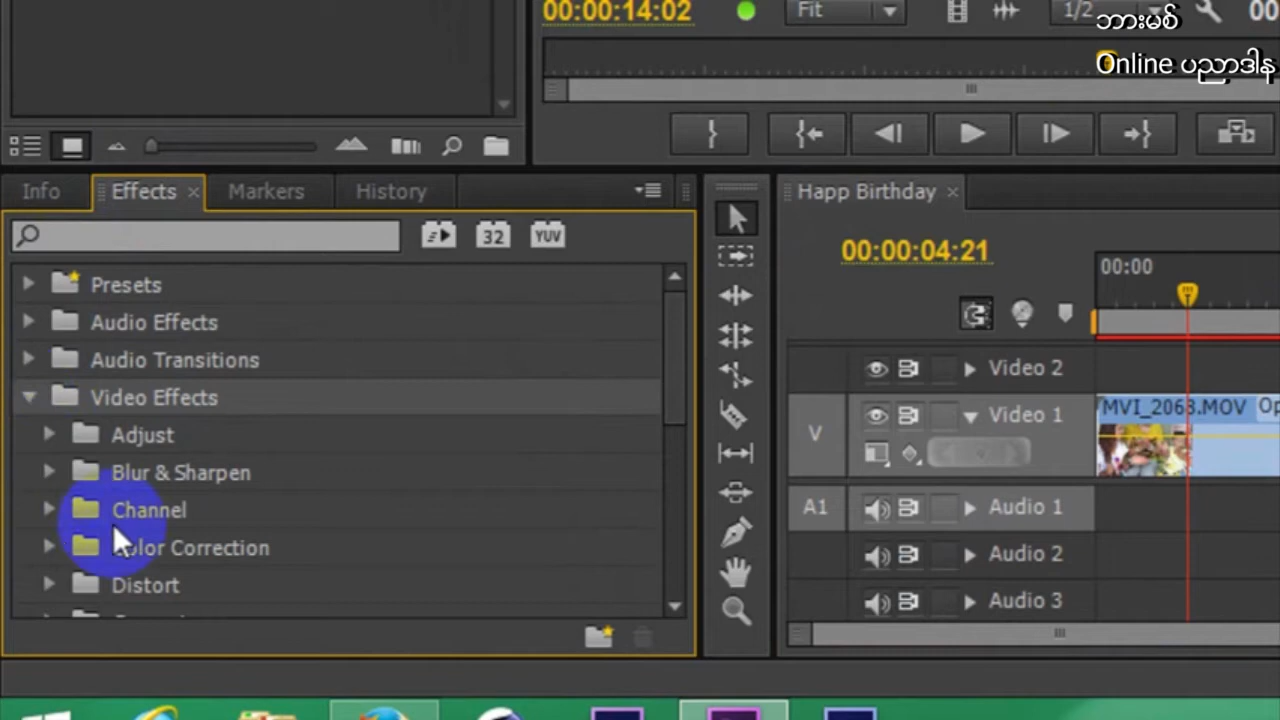 00:00:14:02
Fit
1/2
00
ဘားမစ်
Online ပညာဒါန
Info
Effects
Markers
History
32
YUV
Presets
Audio Effects
Audio Transitions
Video Effects
Adjust
Blur & Sharpen
Channel
Color Correction
Distort
Happ Birthday
00:00:04:21
00:00
Video 2
V
Video 1
MVI_2068.MOV Op
A1
Audio 1
Audio 2
Audio 3